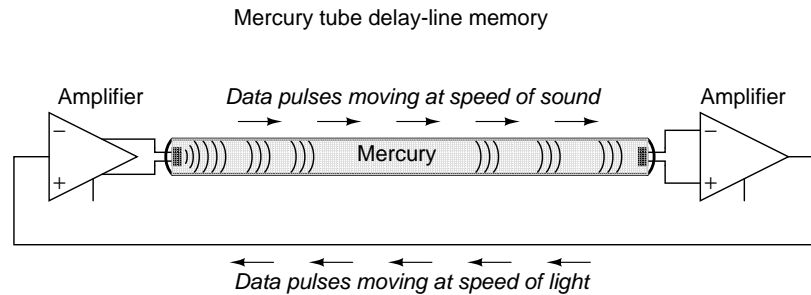 Mercury tube delay-line memory
Amplifier
Data pulses moving at speed of sound
Amplifier
−
Mercury
−
+
+
Data pulses moving at speed of light